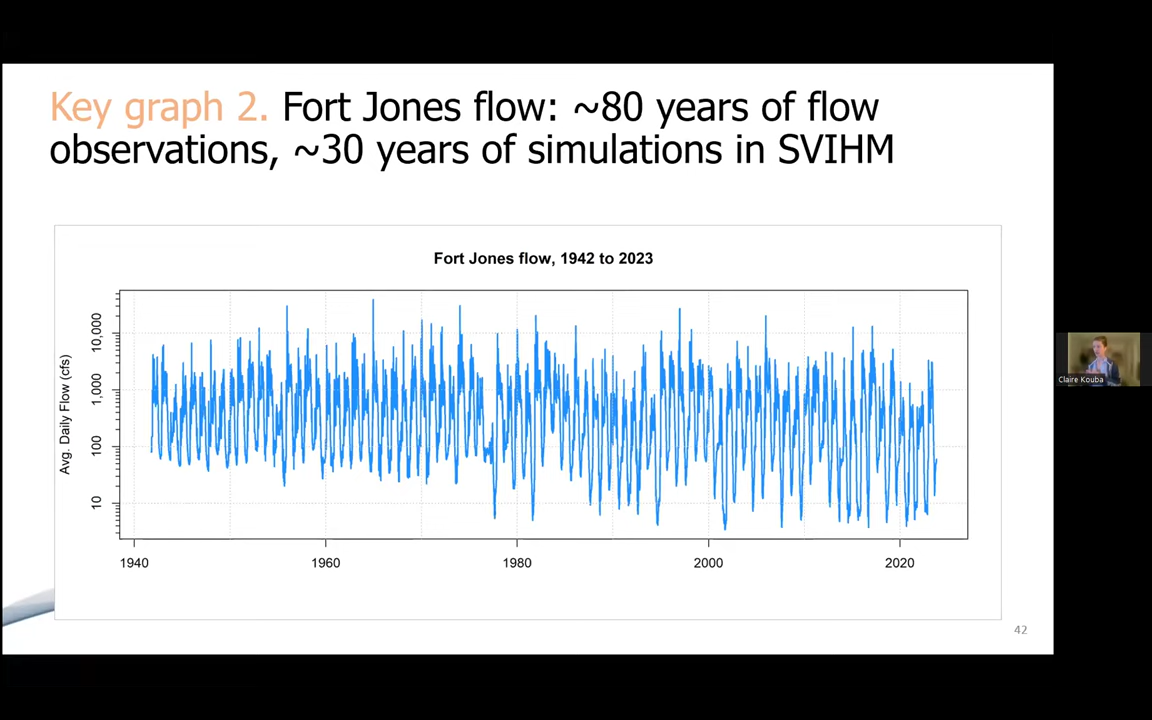 Key graph 2. Fort Jones flow: ~80 years of flow
observations, ~30 years of simulations in SVIHM
Fort Jones flow, 1942 to 2023
Avg. Daily Flow (cfs)
10,000
1,000
100
10
1940
1960
1980
2000
2020
42
Claire Kouba